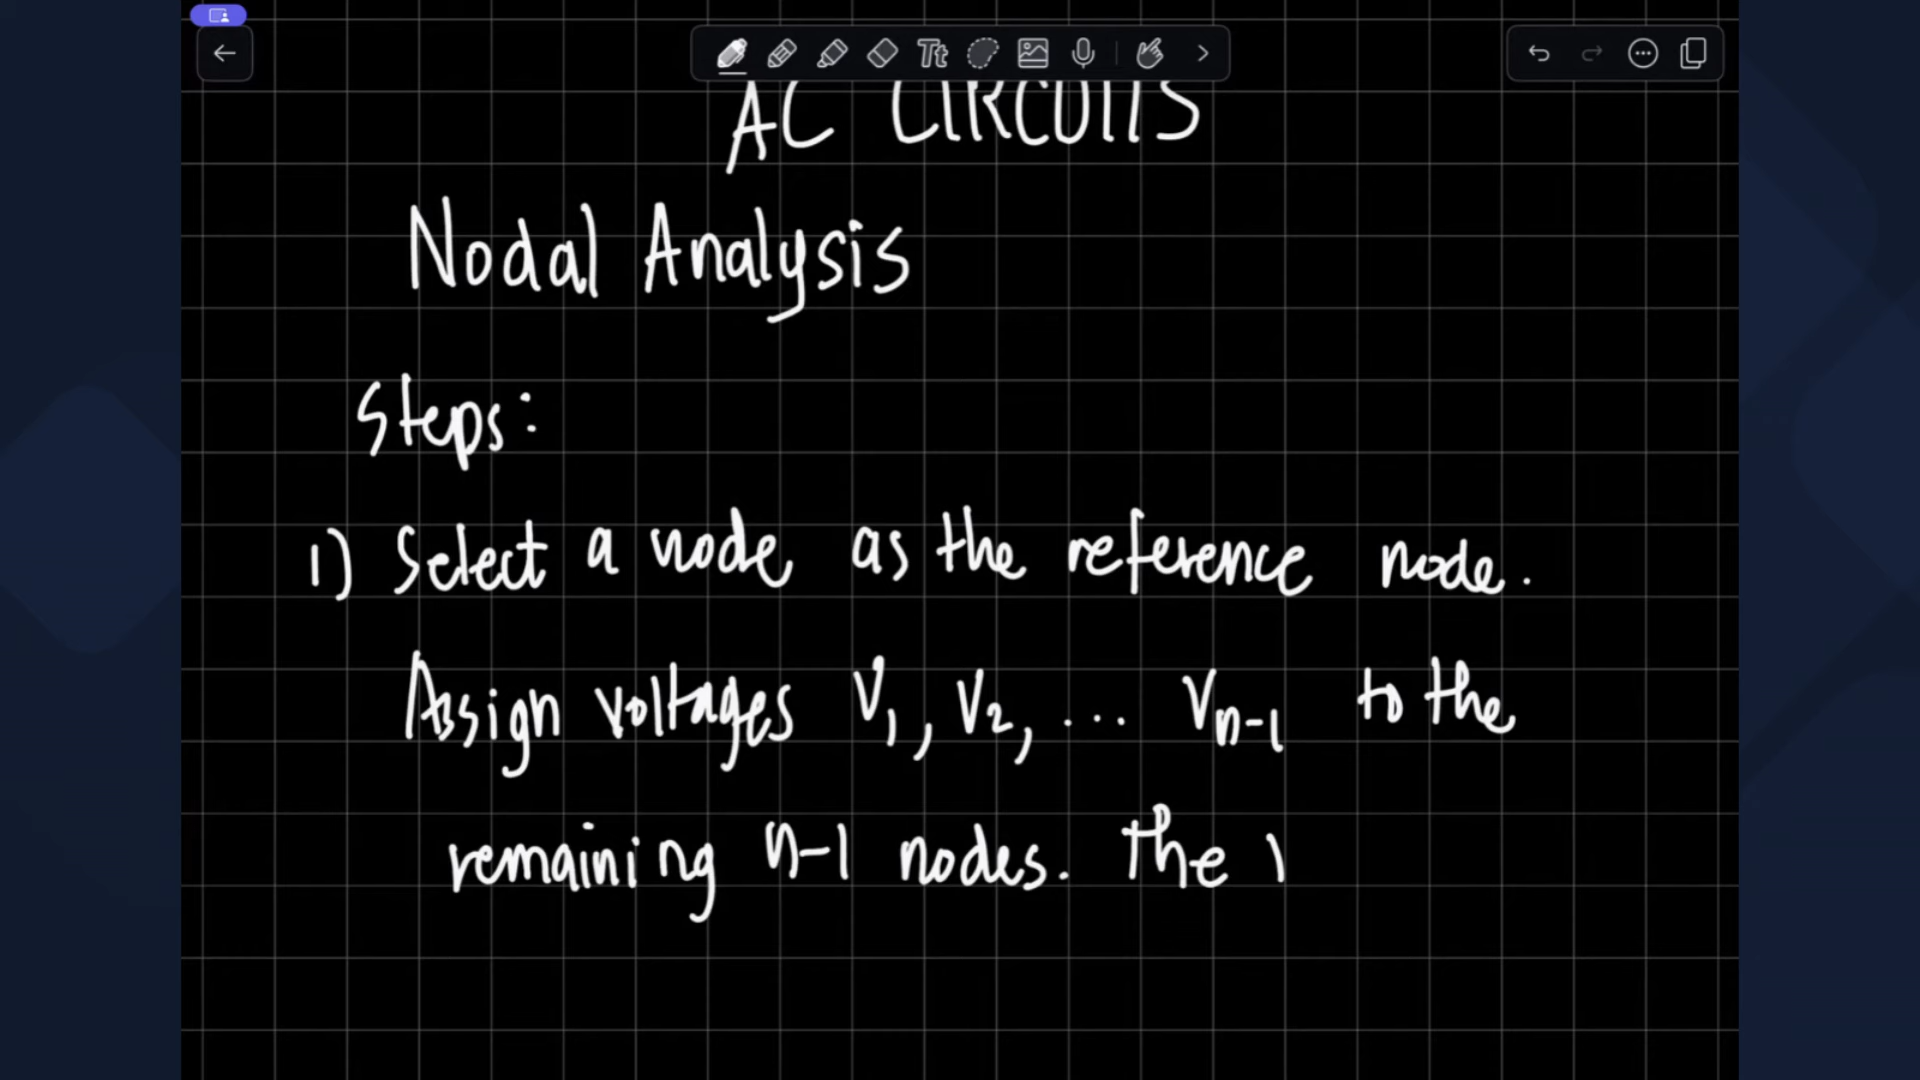 AC CIRCUITS
Nodal Analysis
Steps:
1) Select a node as the reference node.
Assign voltages V₁, V₂, ... Vₙ₋₁ to the
remaining n-1 nodes. The